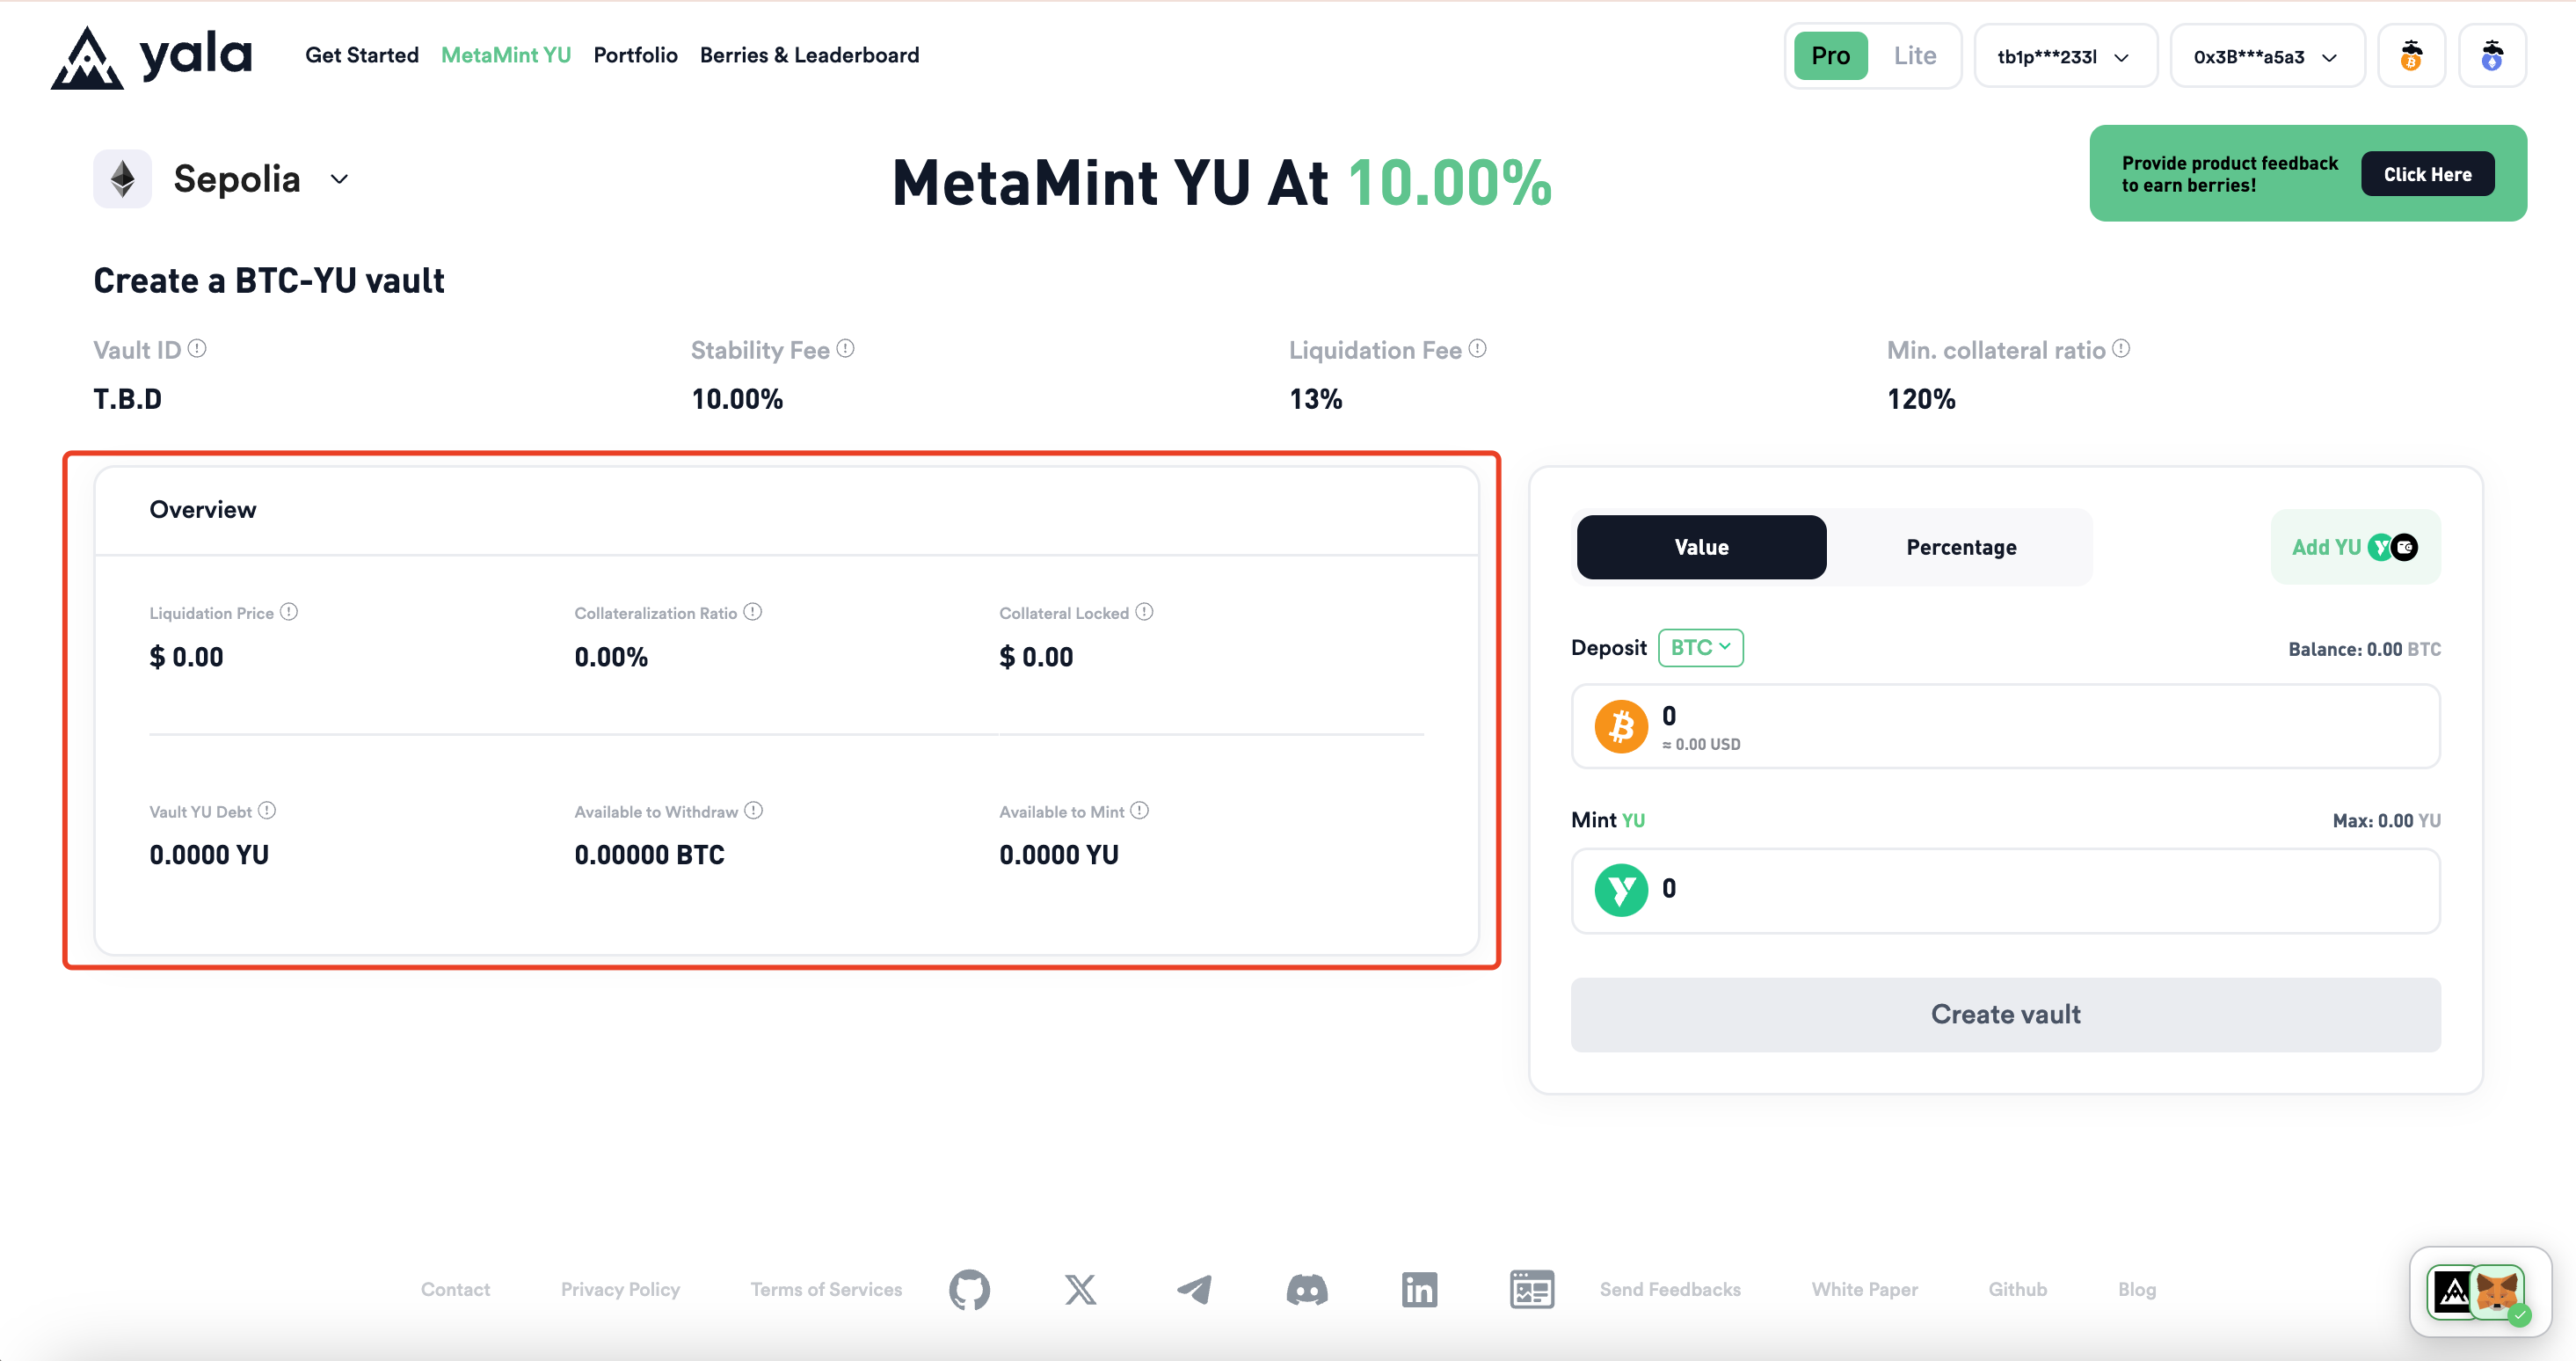 yala
Get Started
MetaMint YU
Portfolio
Berries & Leaderboard
Pro
Lite
tb1p***233l
0x3B***a5a3
Sepolia
MetaMint YU At 10.00%
Provide product feedback
to earn berries!
Click Here
Create a BTC-YU vault
Vault ID
Stability Fee
Liquidation Fee
Min. collateral ratio
T.B.D
10.00%
13%
120%
Overview
Liquidation Price
Collateralization Ratio
Collateral Locked
$ 0.00
0.00%
$ 0.00
Vault YU Debt
Available to Withdraw
Available to Mint
0.0000 YU
0.00000 BTC
0.0000 YU
Value
Percentage
Add YU
Deposit
BTC
Balance: 0.00 BTC
0
≈ 0.00 USD
Mint YU
Max: 0.00 YU
0
Create vault
Contact
Privacy Policy
Terms of Services
Send Feedbacks
White Paper
Github
Blog